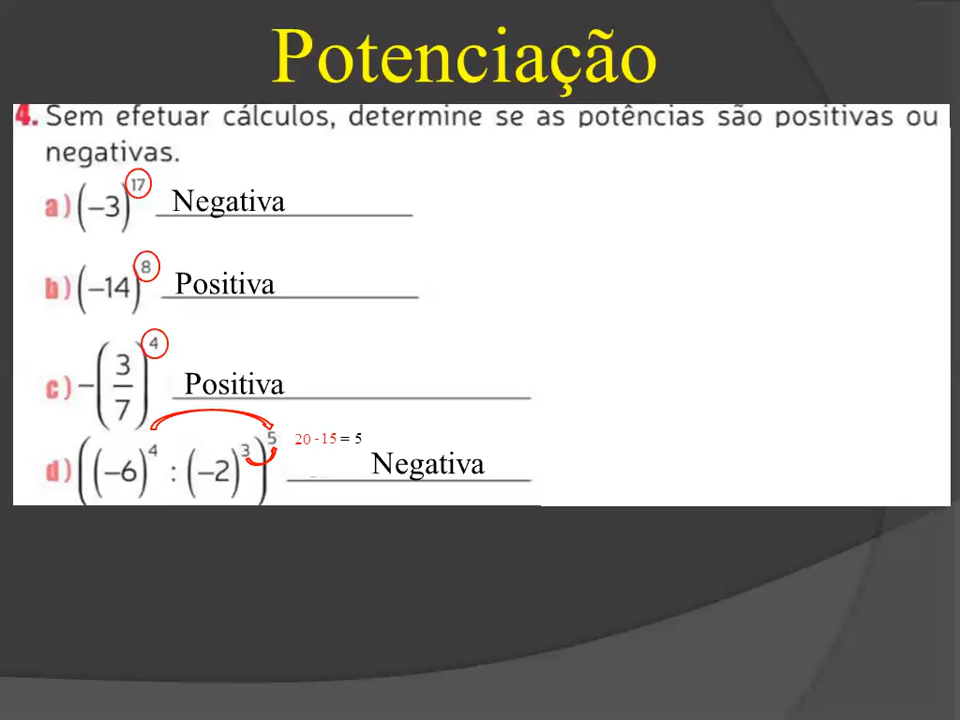 Potenciação
4. Sem efetuar cálculos, determine se as potências são positivas ou
negativas.
a) (–3)¹⁷ Negativa
b) (–14)⁸ Positiva
c) –(3/7)⁴ Positiva
d) ((–6)⁴ : (–2)³)⁵ 20 - 15 = 5 Negativa